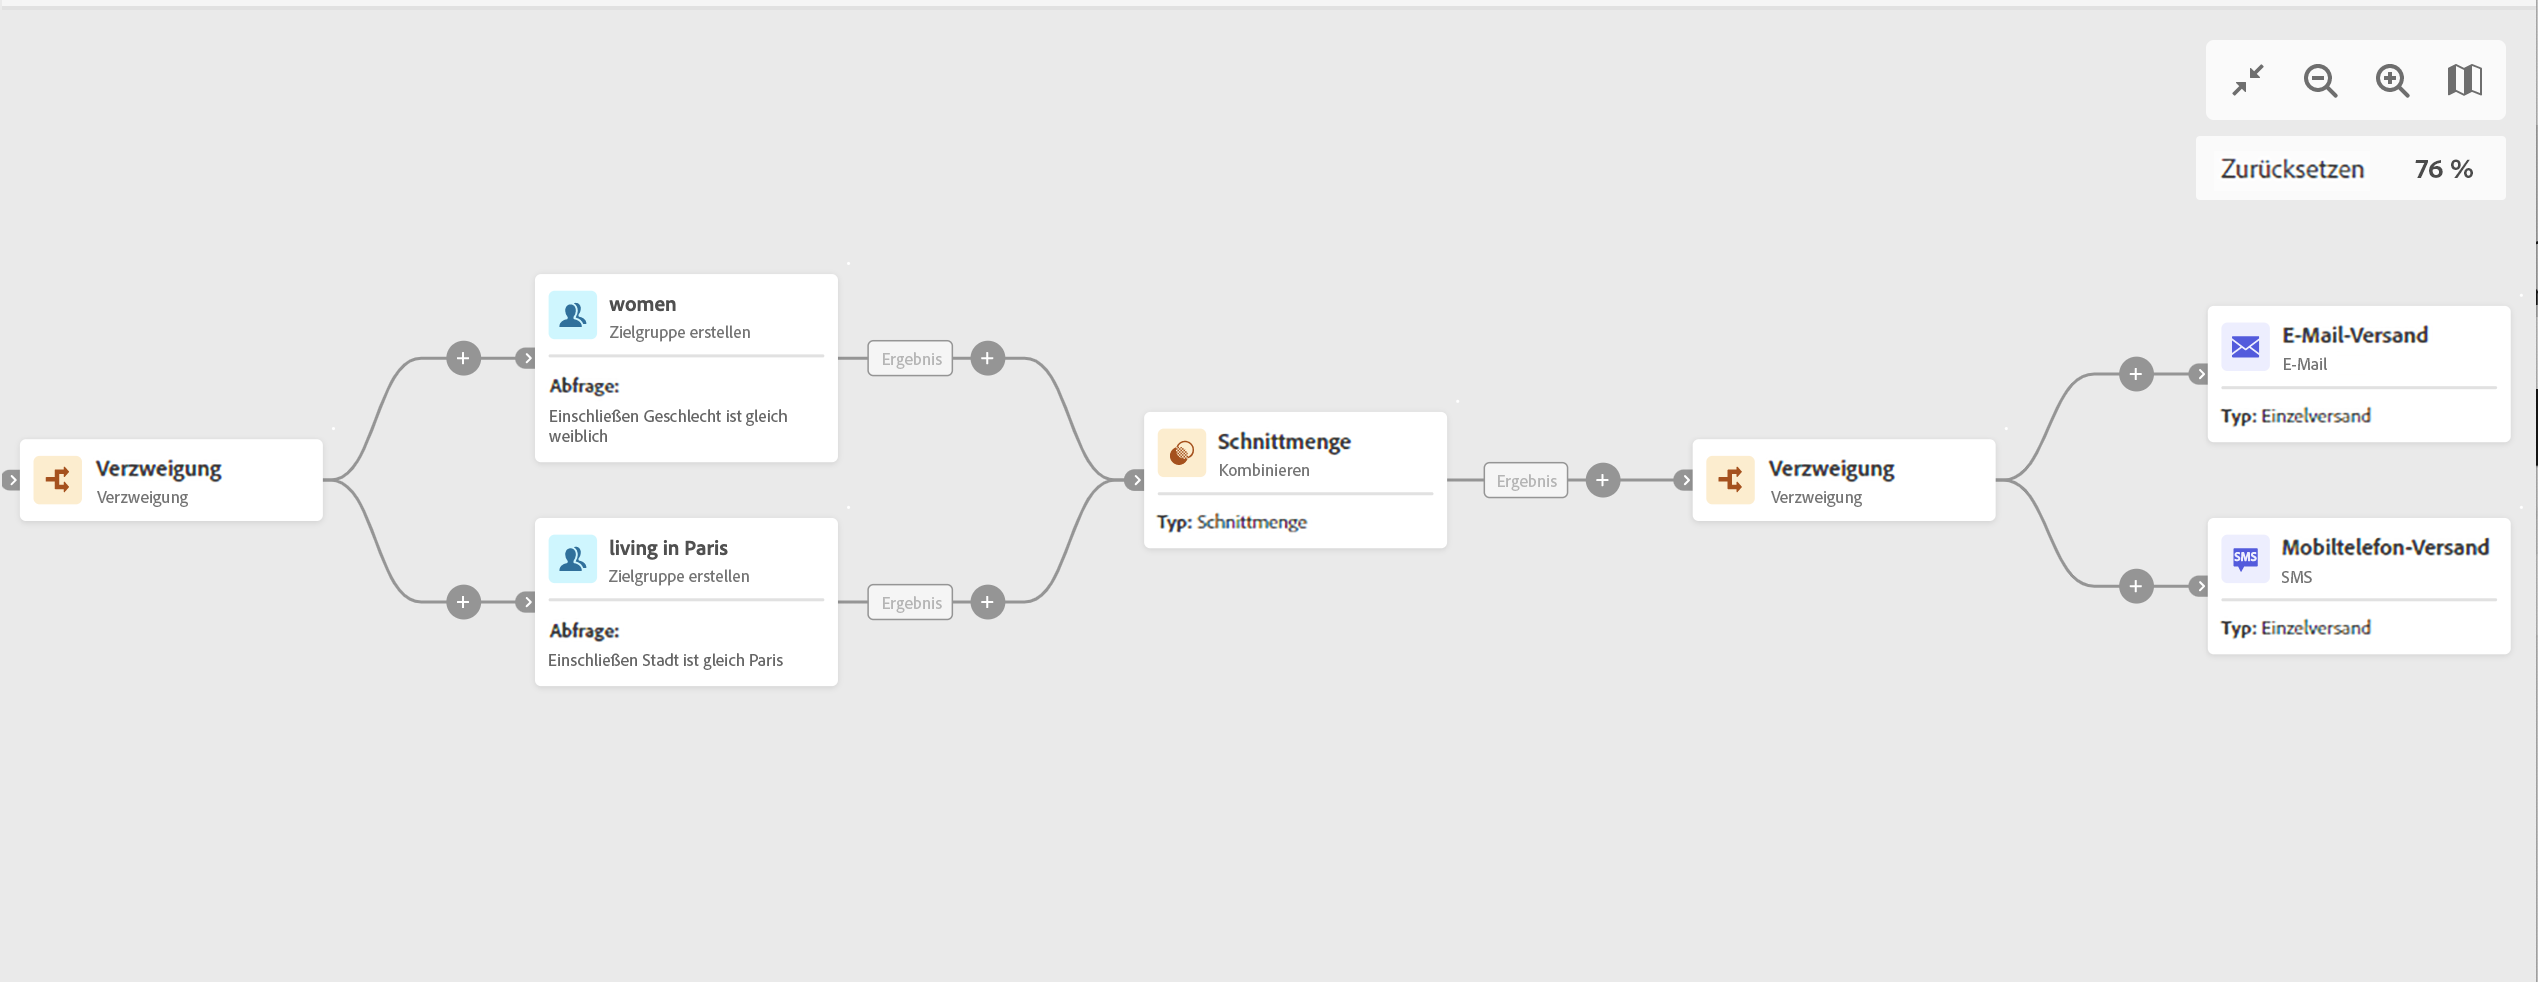 Zurücksetzen 76 %
Verzweigung
Verzweigung
women
Zielgruppe erstellen
Abfrage:
Einschließen Geschlecht ist gleich
weiblich
Ergebnis
living in Paris
Zielgruppe erstellen
Abfrage:
Einschließen Stadt ist gleich Paris
Ergebnis
Schnittmenge
Kombinieren
Typ: Schnittmenge
Ergebnis
Verzweigung
Verzweigung
E-Mail-Versand
E-Mail
Typ: Einzelversand
SMS
Mobiltelefon-Versand
SMS
Typ: Einzelversand